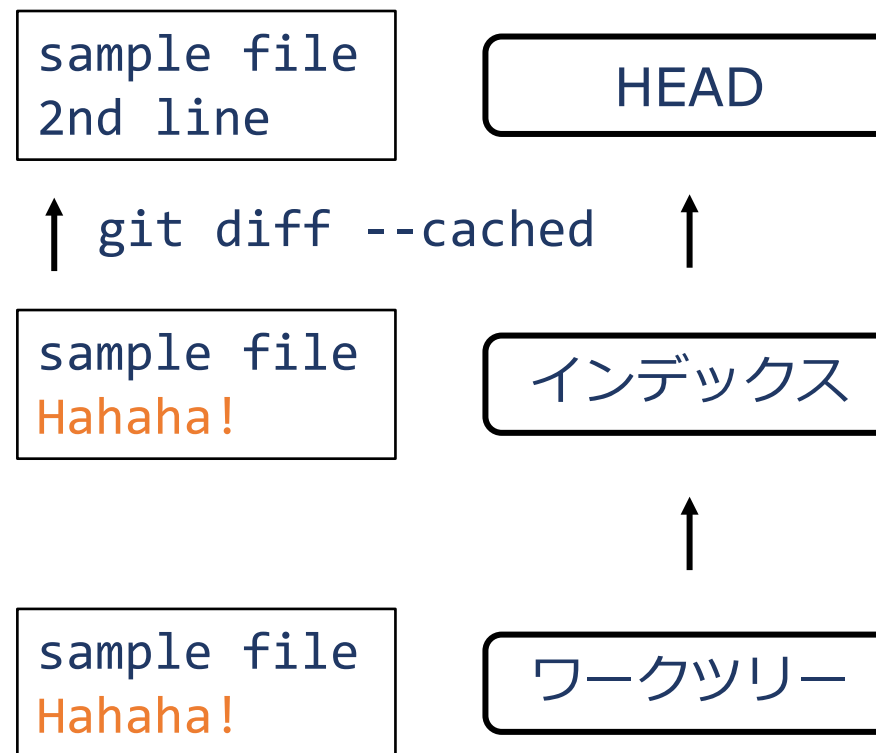 sample file
2nd line
HEAD
git diff --cached
sample file
Hahaha!
インデックス
sample file
Hahaha!
ワークツリー